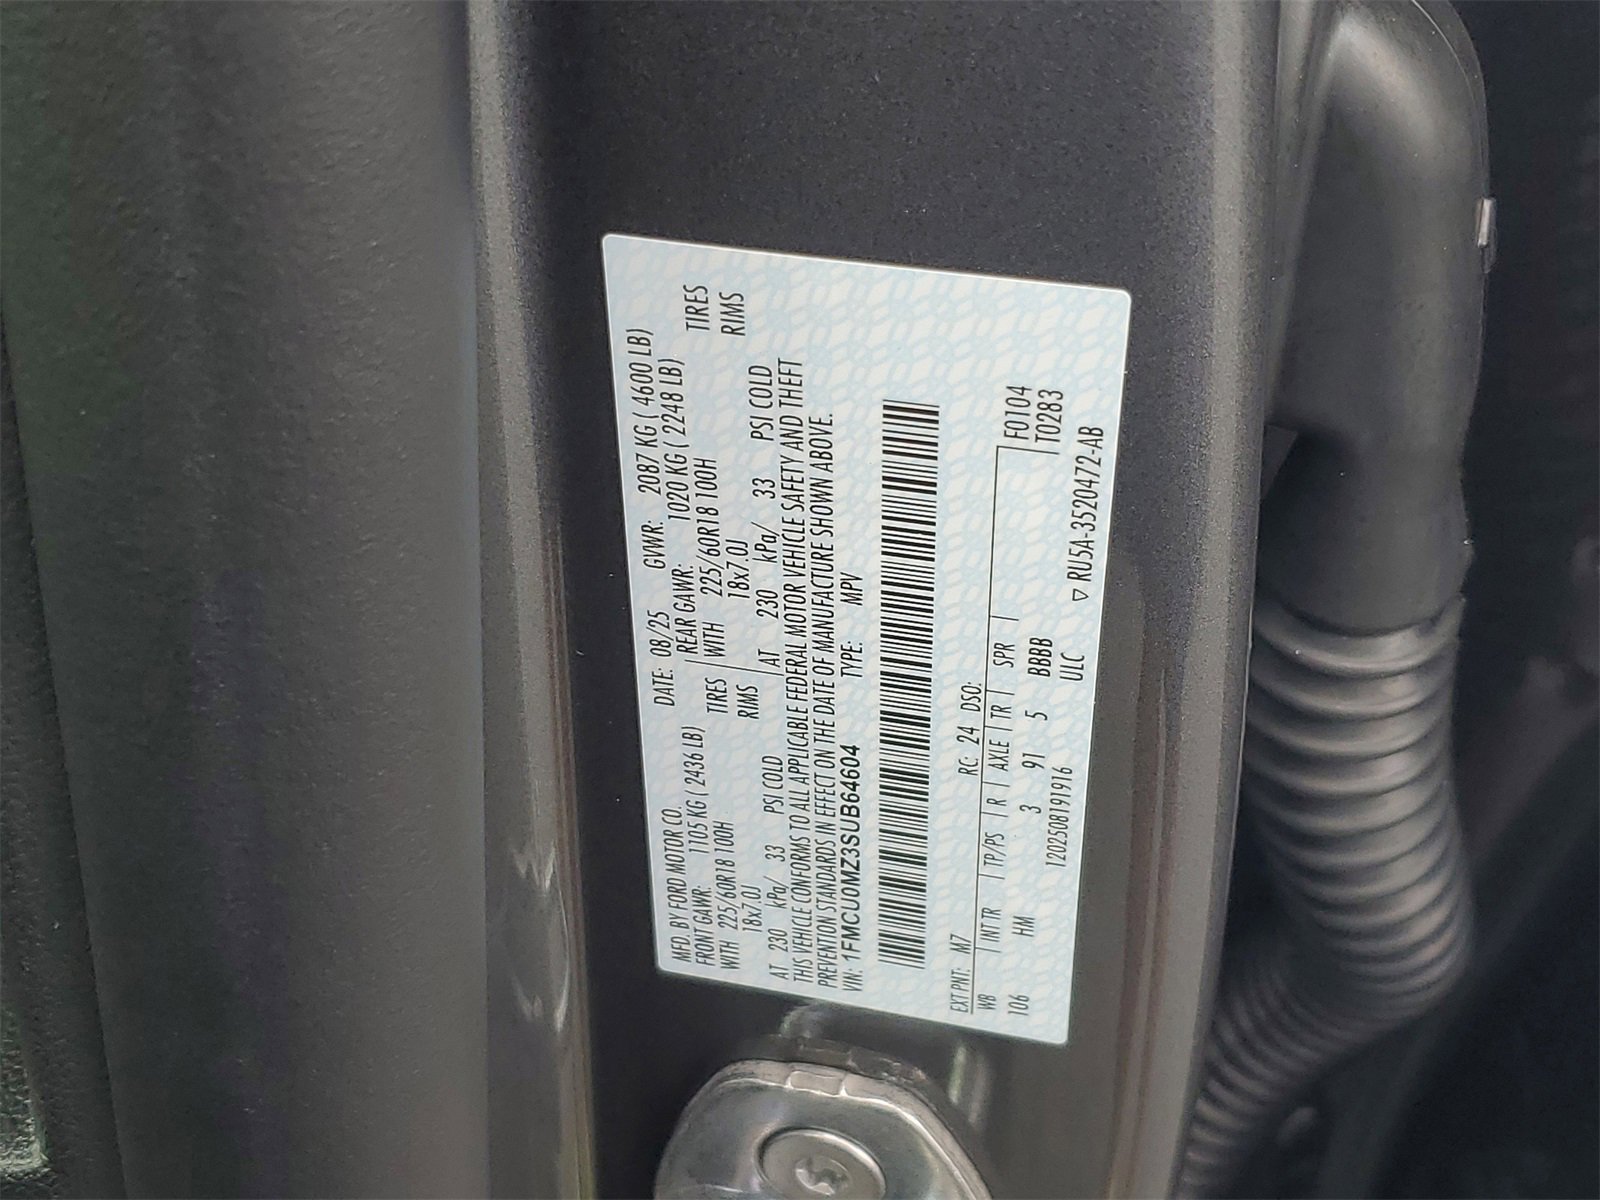 MFD. BY FORD MOTOR CO. DATE: 08/25 GVWR: 2087 KG ( 4600 LB)
FRONT GAWR: 1105 KG ( 2436 LB) REAR GAWR: 1020 KG ( 2248 LB)
WITH 225/60R18 100H TIRES WITH 225/60R18 100H TIRES
18x7.0J RIMS 18x7.0J RIMS
AT 230 kPa/ 33 PSI COLD AT 230 kPa/ 33 PSI COLD
THIS VEHICLE CONFORMS TO ALL APPLICABLE FEDERAL MOTOR VEHICLE SAFETY AND THEFT
PREVENTION STANDARDS IN EFFECT ON THE DATE OF MANUFACTURE SHOWN ABOVE.
VIN: 1FMCU0MZ3SUB64604 TYPE: MPV
EXT PNT: M7 RC: 24 DSO:
WB INT TR TP/PS R AXLE TR SPR F0104
106 HM 3 91 5 BBBB T0283
120250819191６ ULC
▽ RU5A-3520472-AB